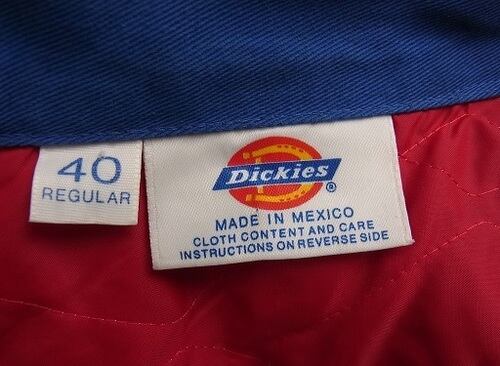 40
REGULAR
Dickies
®
MADE IN MEXICO
CLOTH CONTENT AND CARE
INSTRUCTIONS ON REVERSE SIDE